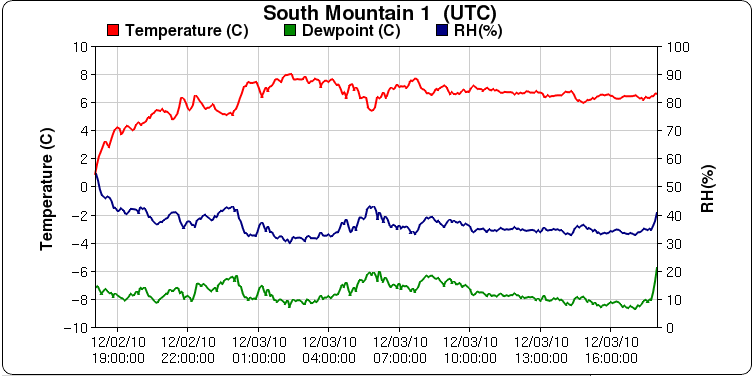 South Mountain 1 (UTC)
Temperature (C) Dewpoint (C) RH(%)
10 100
8 90
6 80
4 70
2 60
0 50
-2 40
-4 30
-6 20
-8 10
-10 0
Temperature (C)
RH(%)
12/02/10 12/02/10 12/03/10 12/03/10 12/03/10 12/03/10 12/03/10 12/03/10
19:00:00 22:00:00 01:00:00 04:00:00 07:00:00 10:00:00 13:00:00 16:00:00